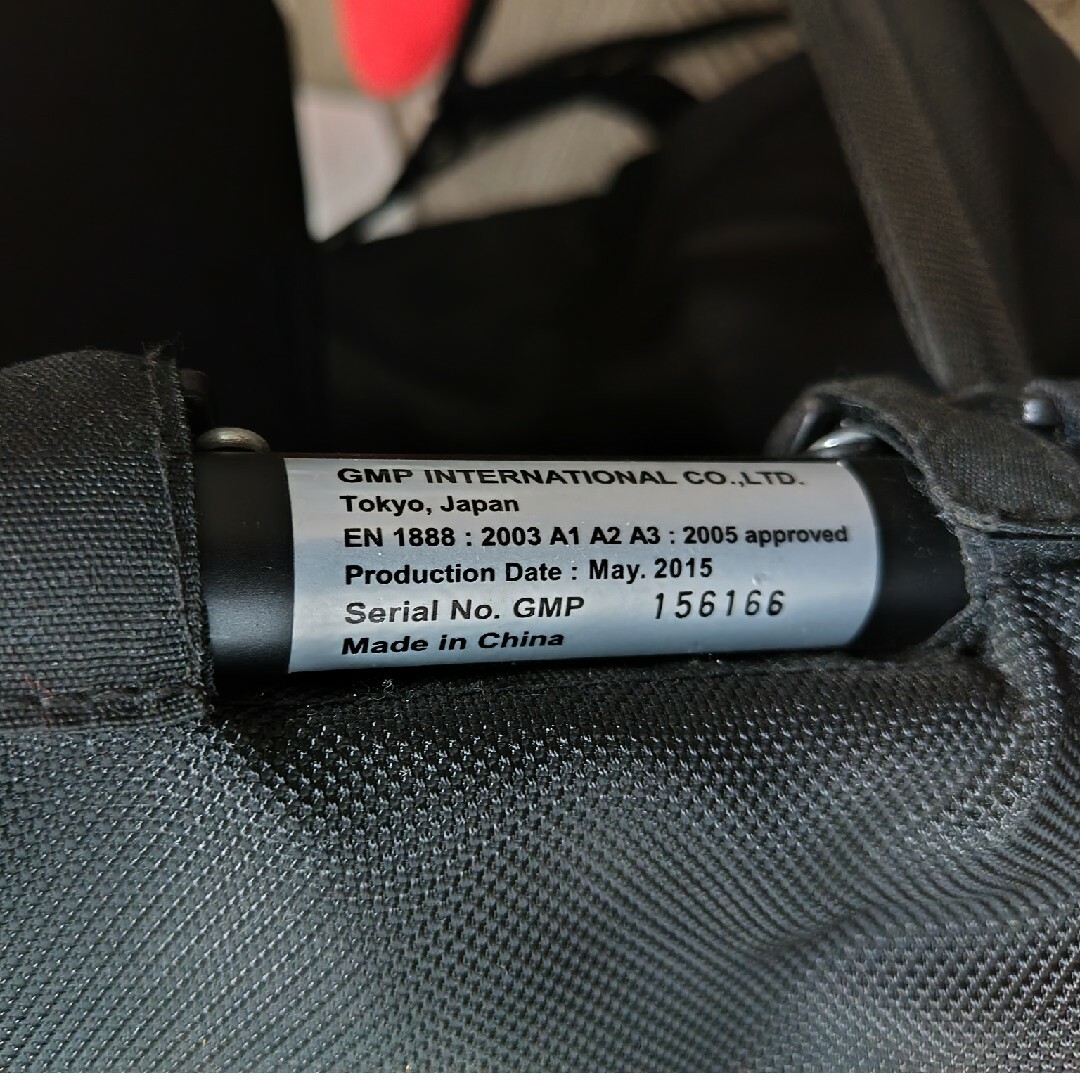 GMP INTERNATIONAL CO.,LTD.
Tokyo, Japan
EN 1888 : 2003 A1 A2 A3 : 2005 approved
Production Date : May. 2015
Serial No. GMP 156166
Made in China